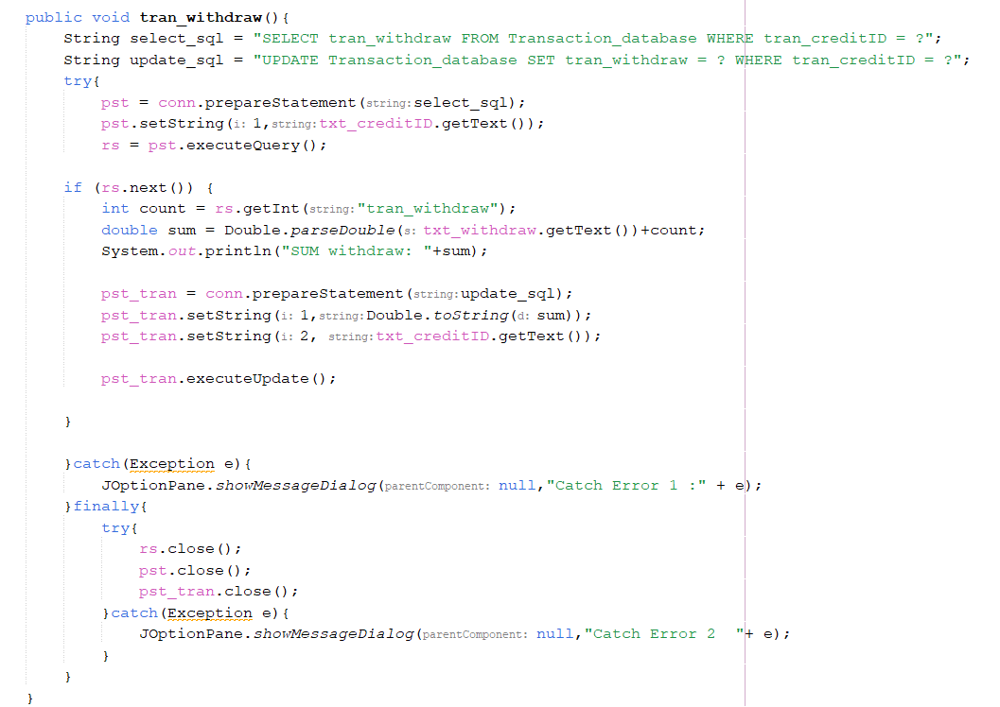 public void tran_withdraw(){
String select_sql = "SELECT tran_withdraw FROM Transaction_database WHERE tran_creditID = ?";
String update_sql = "UPDATE Transaction_database SET tran_withdraw = ? WHERE tran_creditID = ?";
try{
pst = conn.prepareStatement(string:select_sql);
pst.setString(i: 1,string:txt_creditID.getText());
rs = pst.executeQuery();
if (rs.next()) {
int count = rs.getInt(string:"tran_withdraw");
double sum = Double.parseDouble(s: txt_withdraw.getText())+count;
System.out.println("SUM withdraw: "+sum);
pst_tran = conn.prepareStatement(string:update_sql);
pst_tran.setString(i: 1,string:Double.toString(d: sum));
pst_tran.setString(i: 2, string:txt_creditID.getText());
pst_tran.executeUpdate();
}
}catch(Exception e){
JOptionPane.showMessageDialog(parentComponent: null,"Catch Error 1 :" + e);
}finally{
try{
rs.close();
pst.close();
pst_tran.close();
}catch(Exception e){
JOptionPane.showMessageDialog(parentComponent: null,"Catch Error 2  "+ e);
}
}
}